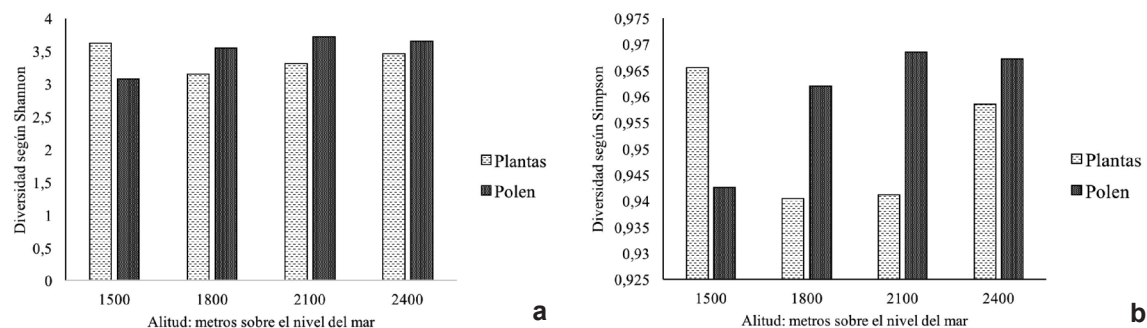 Diversidad según Shannon
4
3,5
3
2,5
2
1,5
1
0,5
0
1500 1800 2100 2400
Alitud: metros sobre el nivel del mar
Plantas
Polen
a
Diversidad según Simpson
0,975
0,97
0,965
0,96
0,955
0,95
0,945
0,94
0,935
0,93
0,925
1500 1800 2100 2400
Alitud: metros sobre el nivel del mar
Plantas
Polen
b